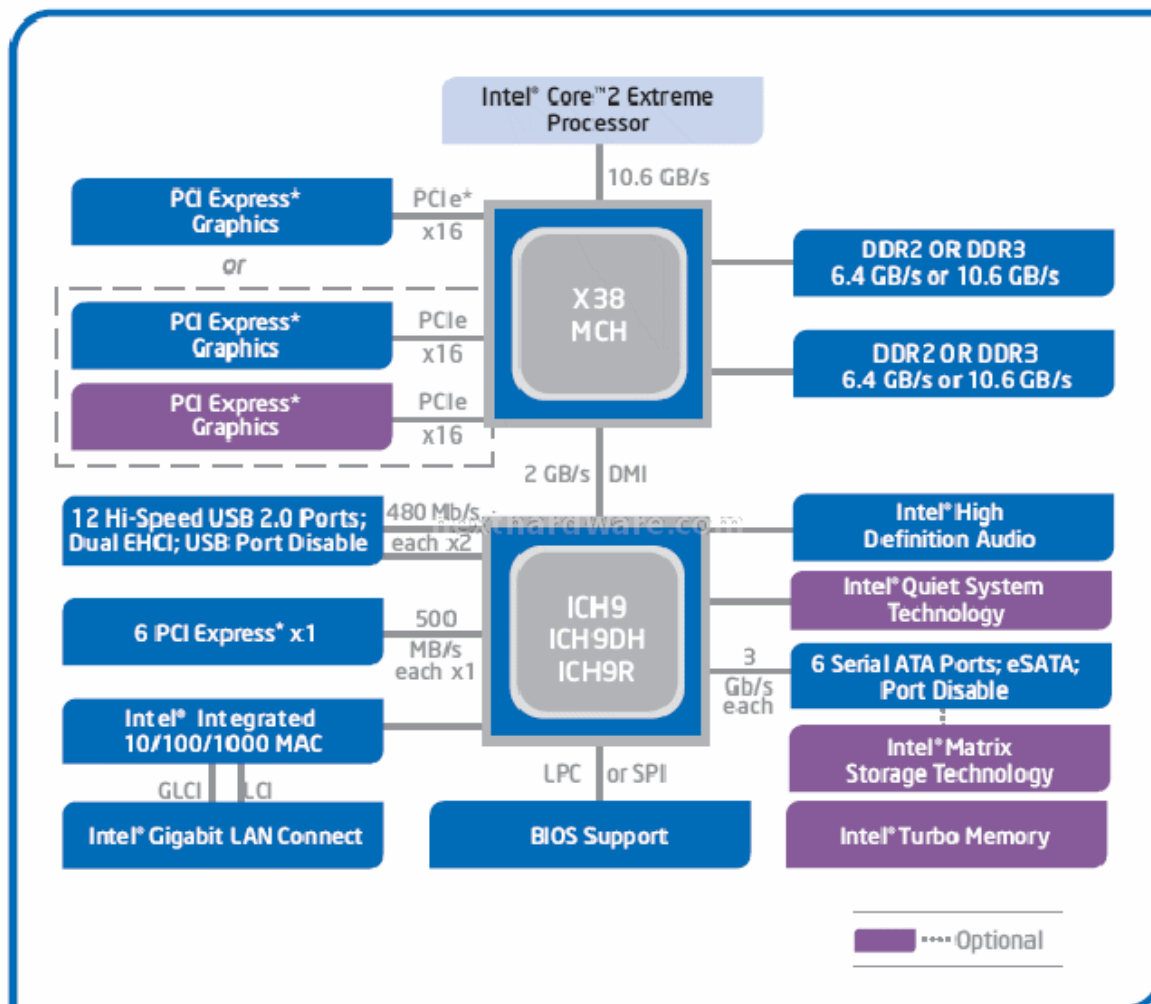 Intel® Core™2 Extreme
Processor
10.6 GB/s
PCI Express*
Graphics
PCIe*
x16
or
PCI Express*
Graphics
PCIe
x16
PCI Express*
Graphics
PCIe
x16
X38
MCH
DDR2 OR DDR3
6.4 GB/s or 10.6 GB/s
DDR2 OR DDR3
6.4 GB/s or 10.6 GB/s
2 GB/s DMI
12 Hi-Speed USB 2.0 Ports;
Dual EHCI; USB Port Disable
480 Mb/s
each x2
nexthardware.com
6 PCI Express* x1
500
MB/s
each x1
Intel® Integrated
10/100/1000 MAC
GLCI LCI
Intel® Gigabit LAN Connect
ICH9
ICH9DH
ICH9R
LPC or SPI
BIOS Support
Intel® High
Definition Audio
Intel® Quiet System
Technology
3
Gb/s
each
6 Serial ATA Ports; eSATA;
Port Disable
Intel® Matrix
Storage Technology
Intel® Turbo Memory
Optional